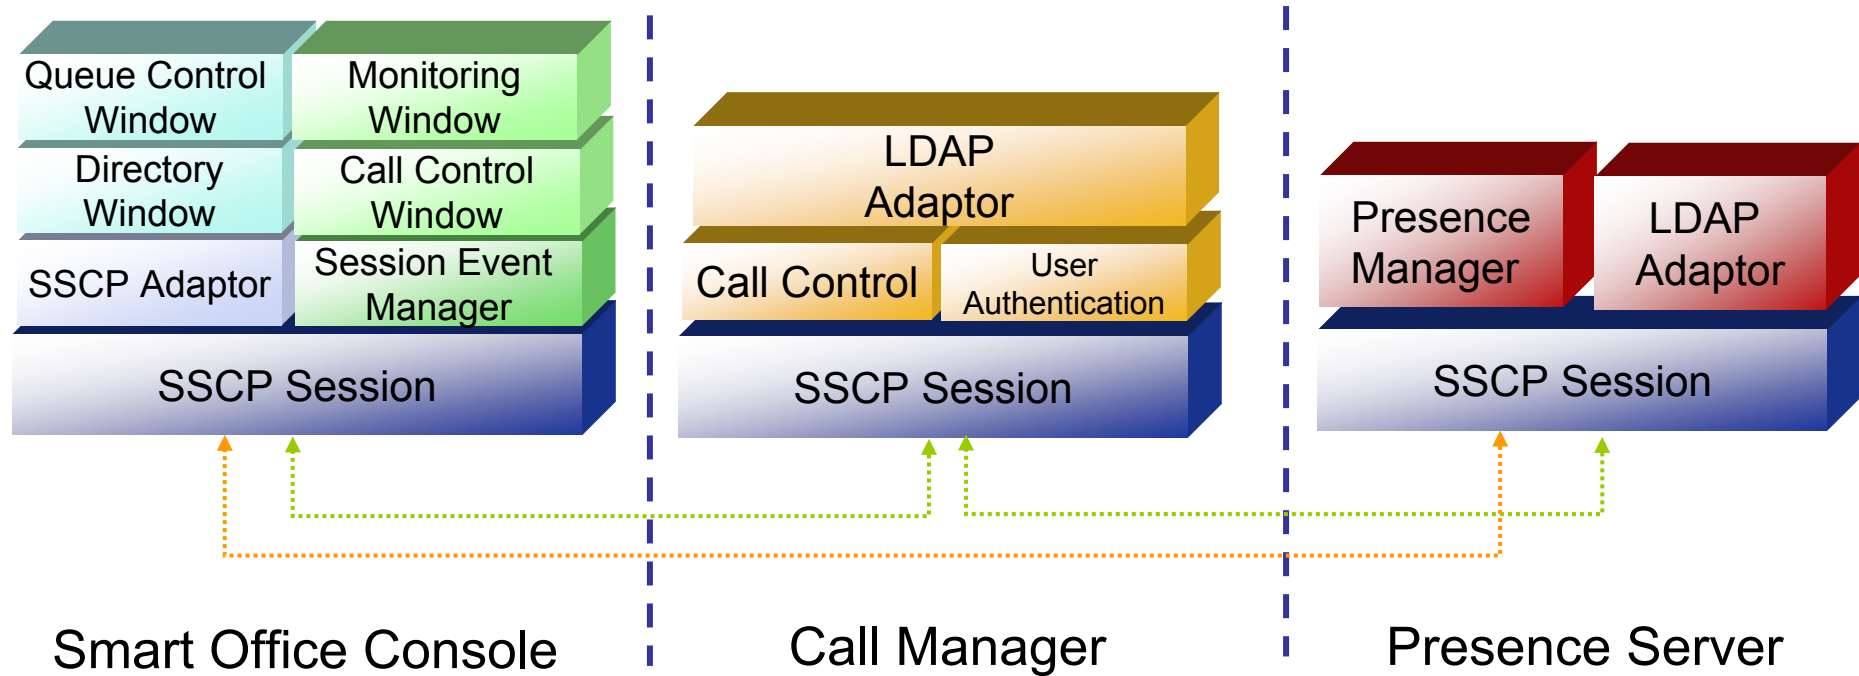 Queue Control
Window
Monitoring
Window
Directory
Window
Call Control
Window
SSCP Adaptor
Session Event
Manager
SSCP Session
LDAP
Adaptor
Call Control
User
Authentication
SSCP Session
Presence
Manager
LDAP
Adaptor
SSCP Session
Smart Office Console
Call Manager
Presence Server